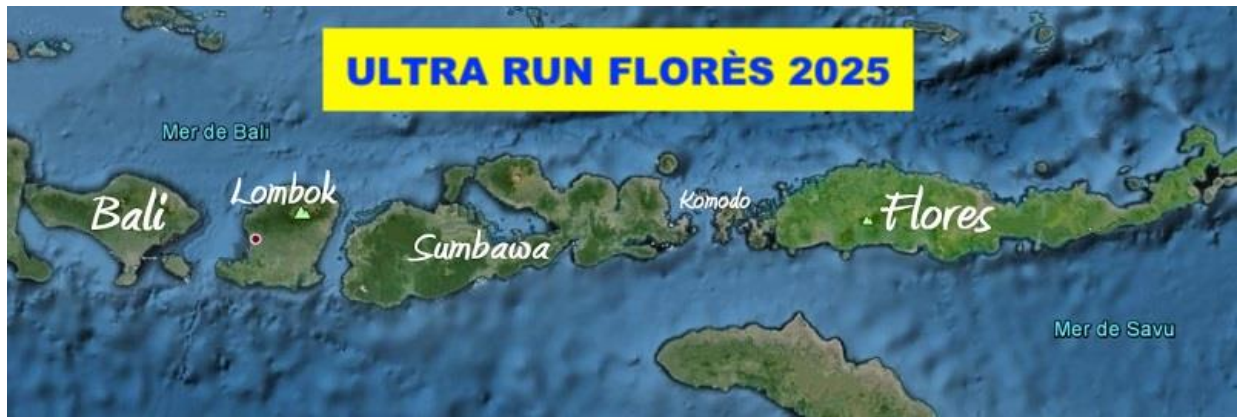 ULTRA RUN FLORÈS 2025
Mer de Bali
Bali
Lombok
Sumbawa
Komodo
Flores
Mer de Savu